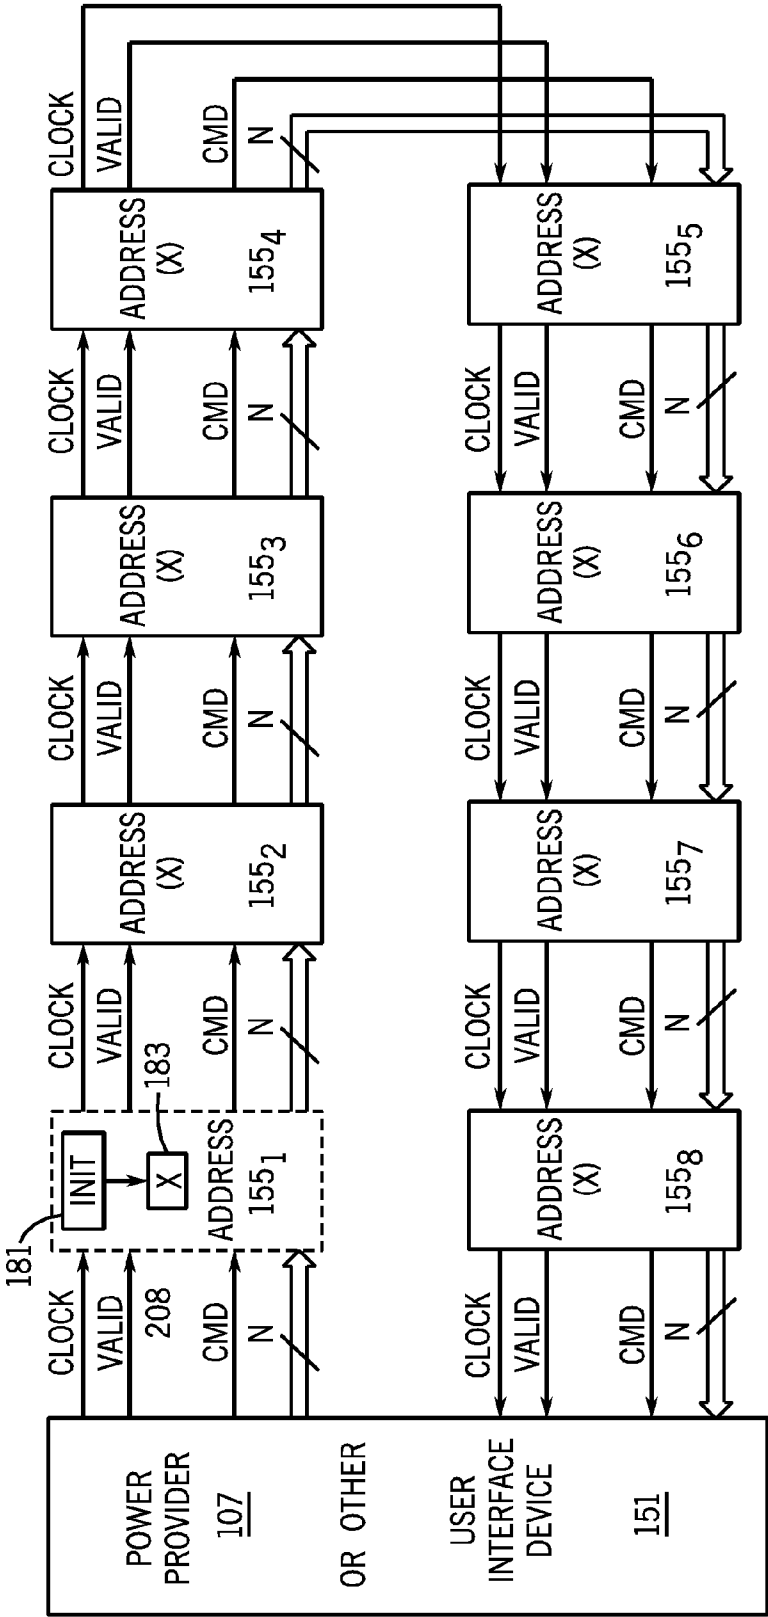 POWER
PROVIDER
107
OR OTHER
USER
INTERFACE
DEVICE
151
CLOCK
VALID
208
CMD
N
181
INIT
X
183
ADDRESS
155₁
CLOCK
VALID
CMD
N
ADDRESS
(X)
155₂
CLOCK
VALID
CMD
N
ADDRESS
(X)
155₃
CLOCK
VALID
CMD
N
ADDRESS
(X)
155₄
CLOCK
VALID
CMD
N
CLOCK
VALID
CMD
N
ADDRESS
(X)
155₈
CLOCK
VALID
CMD
N
ADDRESS
(X)
155₇
CLOCK
VALID
CMD
N
ADDRESS
(X)
155₆
CLOCK
VALID
CMD
N
ADDRESS
(X)
155₅